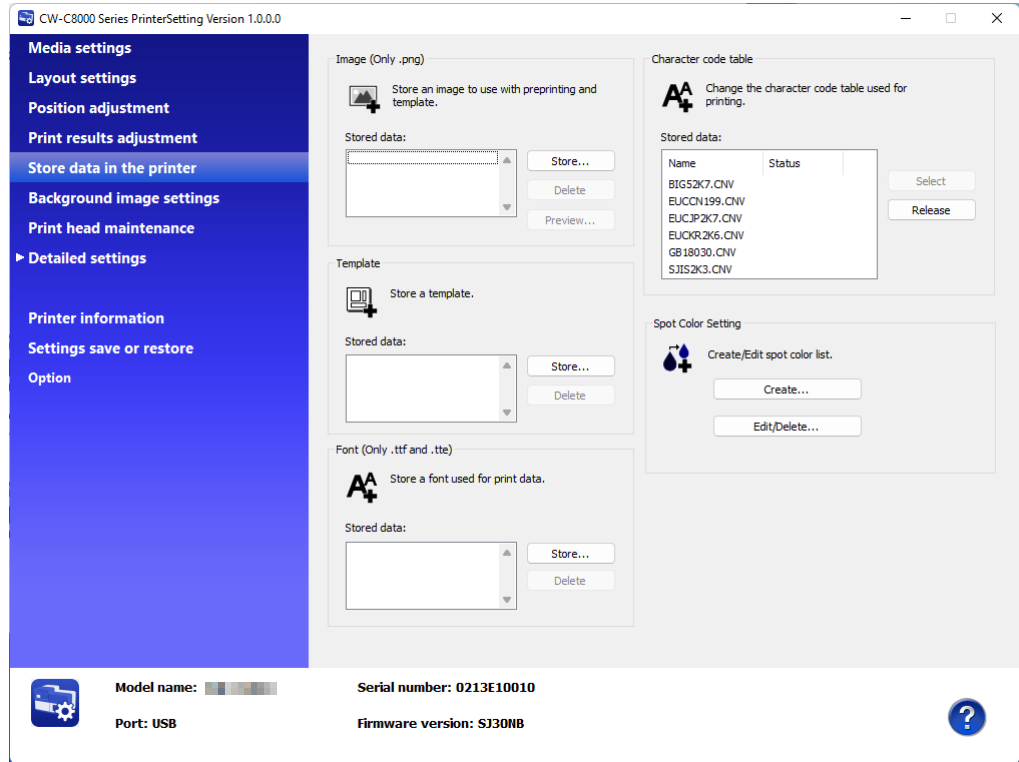 CW-C8000 Series PrinterSetting Version 1.0.0.0
Media settings
Layout settings
Position adjustment
Print results adjustment
Store data in the printer
Background image settings
Print head maintenance
Detailed settings
Printer information
Settings save or restore
Option
Image (Only .png)
Store an image to use with preprinting and
template.
Stored data:
Store...
Delete
Preview...
Template
Store a template.
Stored data:
Store...
Delete
Font (Only .ttf and .tte)
Store a font used for print data.
Stored data:
Store...
Delete
Character code table
Change the character code table used for
printing.
Stored data:
Name Status
BIG52K7.CNV
EUCCN199.CNV
EUCJP2K7.CNV
EUCKR2K6.CNV
GB18030.CNV
SJIS2K3.CNV
Select
Release
Spot Color Setting
Create/Edit spot color list.
Create...
Edit/Delete...
Model name:
Serial number: 0213E10010
Port: USB
Firmware version: SJ30NB
?